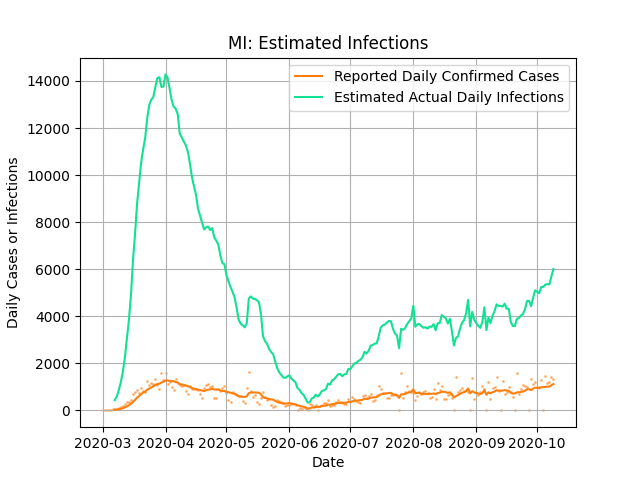 MI: Estimated Infections
Reported Daily Confirmed Cases
Estimated Actual Daily Infections
Daily Cases or Infections
14000
12000
10000
8000
6000
4000
2000
0
2020-03 2020-04 2020-05 2020-06 2020-07 2020-08 2020-09 2020-10
Date